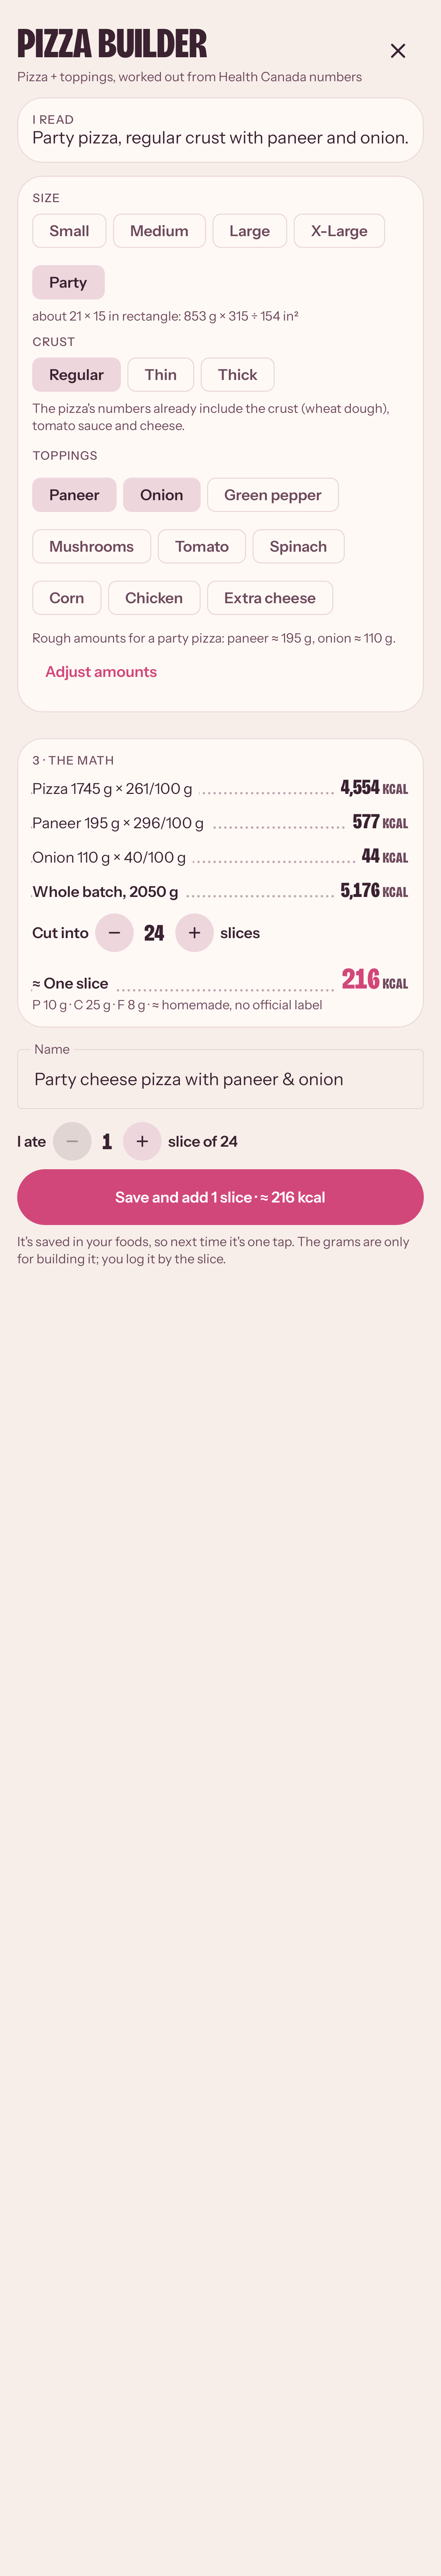 PIZZA BUILDER
Pizza + toppings, worked out from Health Canada numbers
I READ
Party pizza, regular crust with paneer and onion.
SIZE
Small Medium Large X-Large
Party
about 21 × 15 in rectangle: 853 g × 315 ÷ 154 in²
CRUST
Regular Thin Thick
The pizza's numbers already include the crust (wheat dough),
tomato sauce and cheese.
TOPPINGS
Paneer Onion Green pepper
Mushrooms Tomato Spinach
Corn Chicken Extra cheese
Rough amounts for a party pizza: paneer ≈ 195 g, onion ≈ 110 g.
Adjust amounts
3 · THE MATH
Pizza 1745 g × 261/100 g 4,554 KCAL
Paneer 195 g × 296/100 g 577 KCAL
Onion 110 g × 40/100 g 44 KCAL
Whole batch, 2050 g 5,176 KCAL
Cut into − 24 + slices
≈ One slice 216 KCAL
P 10 g · C 25 g · F 8 g · ≈ homemade, no official label
Name
Party cheese pizza with paneer & onion
I ate − 1 + slice of 24
Save and add 1 slice · ≈ 216 kcal
It's saved in your foods, so next time it's one tap. The grams are only
for building it; you log it by the slice.